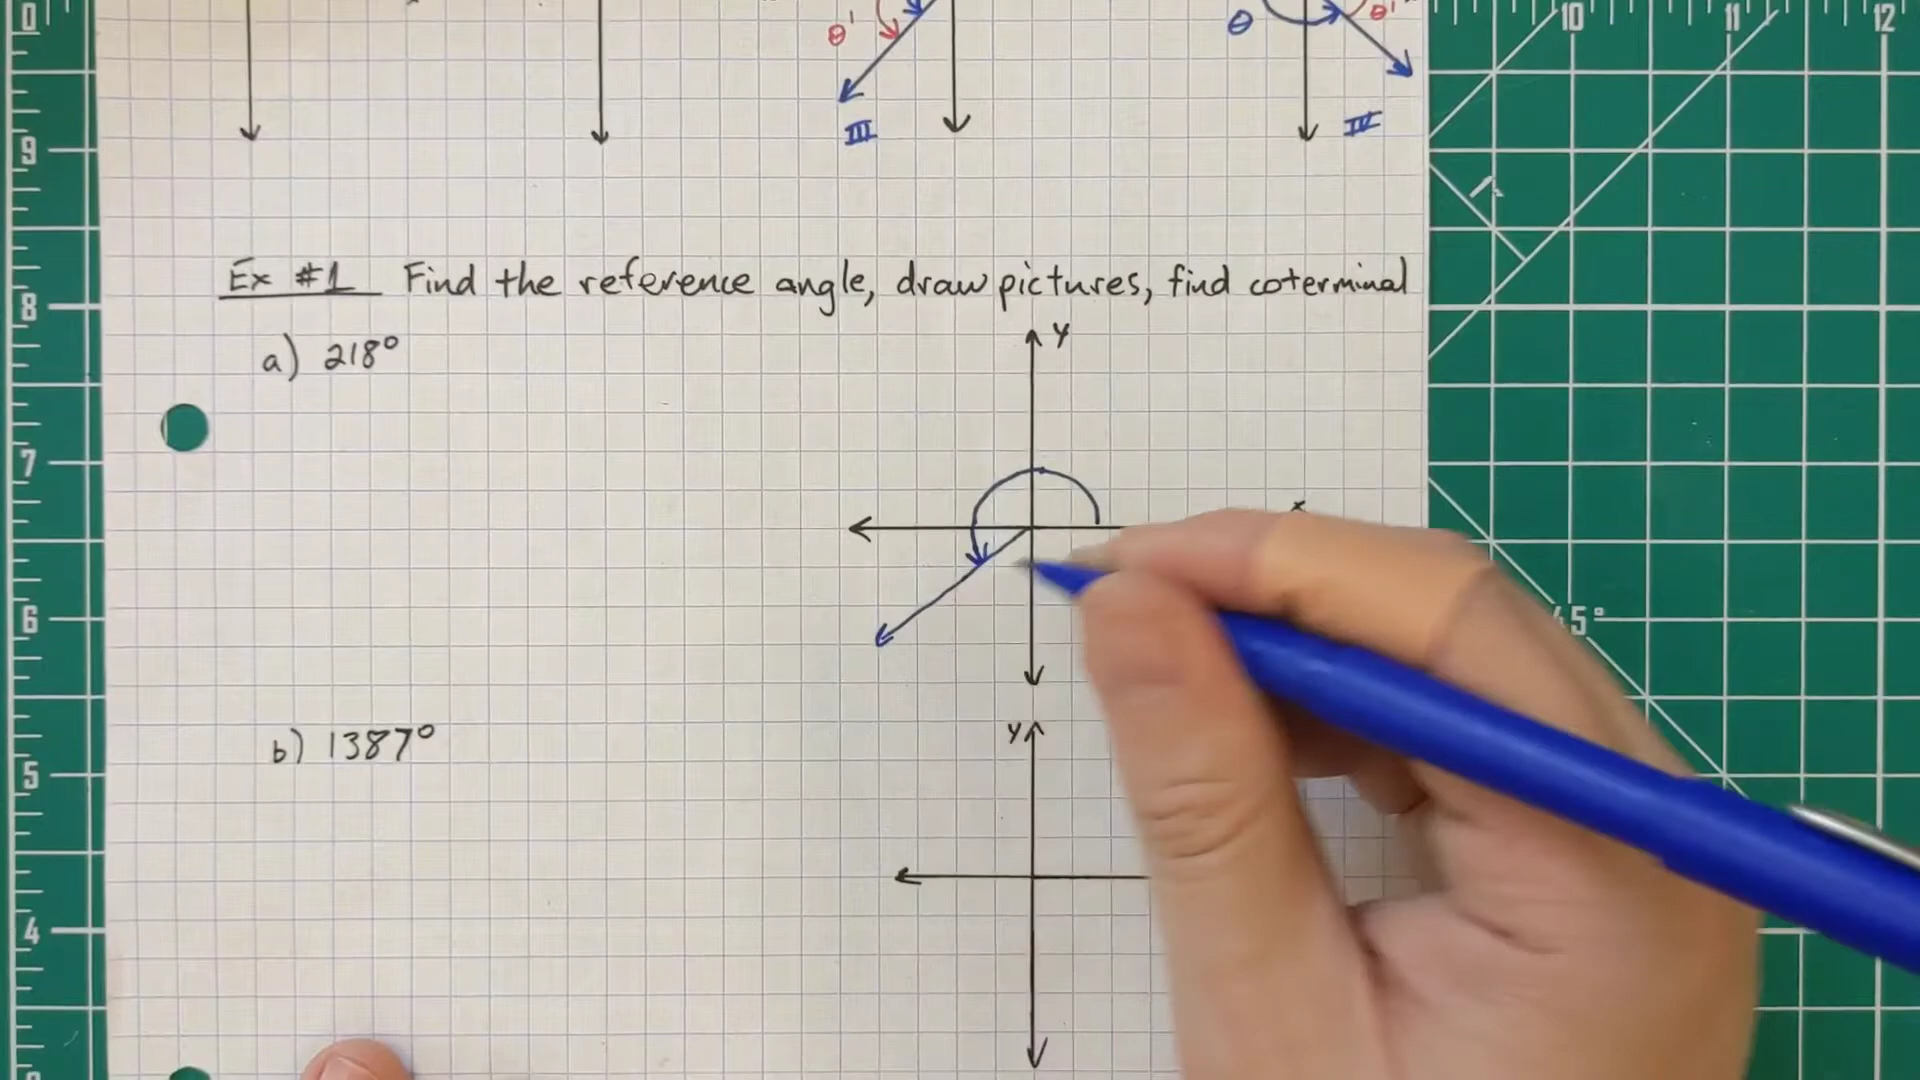 θ'
III
θ
θ'
IV
Ex #1 Find the reference angle, draw pictures, find coterminal
a) 218°
y
x
b) 1387°
y
10
11
12
9
8
7
6
5
4
45°